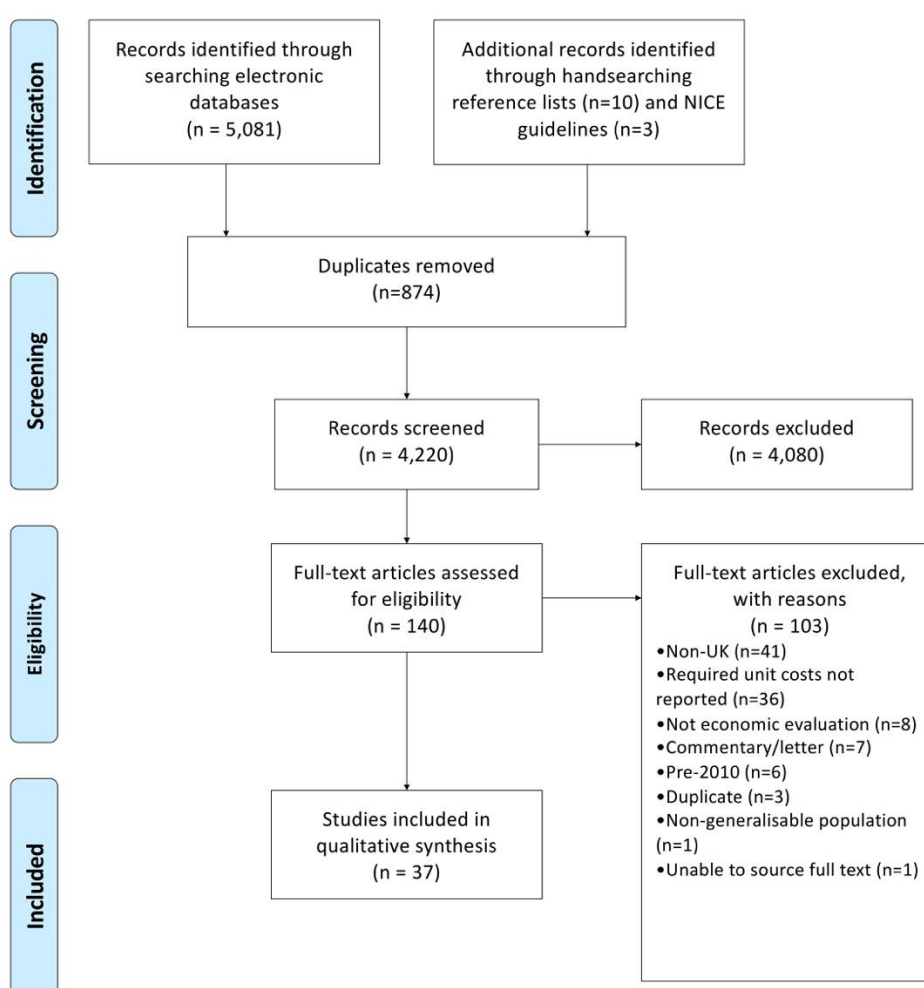 Identification
Records identified through
searching electronic
databases
(n = 5,081)
Additional records identified
through handsearching
reference lists (n=10) and NICE
guidelines (n=3)
Duplicates removed
(n=874)
Screening
Records screened
(n = 4,220)
Records excluded
(n = 4,080)
Eligibility
Full-text articles assessed
for eligibility
(n = 140)
Full-text articles excluded,
with reasons
(n = 103)
•Non-UK (n=41)
•Required unit costs not
reported (n=36)
•Not economic evaluation (n=8)
•Commentary/letter (n=7)
•Pre-2010 (n=6)
•Duplicate (n=3)
•Non-generalisable population
(n=1)
•Unable to source full text (n=1)
Included
Studies included in
qualitative synthesis
(n = 37)